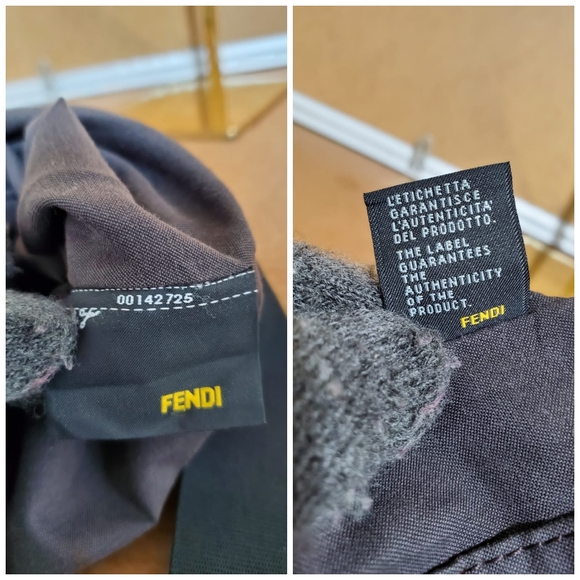 00142725
FENDI
L'ETICHETTA
GARANTISCE
L'AUTENTICITA'
DEL PRODOTTO.
THE LABEL
GUARANTEES
THE
AUTHENTICITY
OF THE
PRODUCT.
FENDI